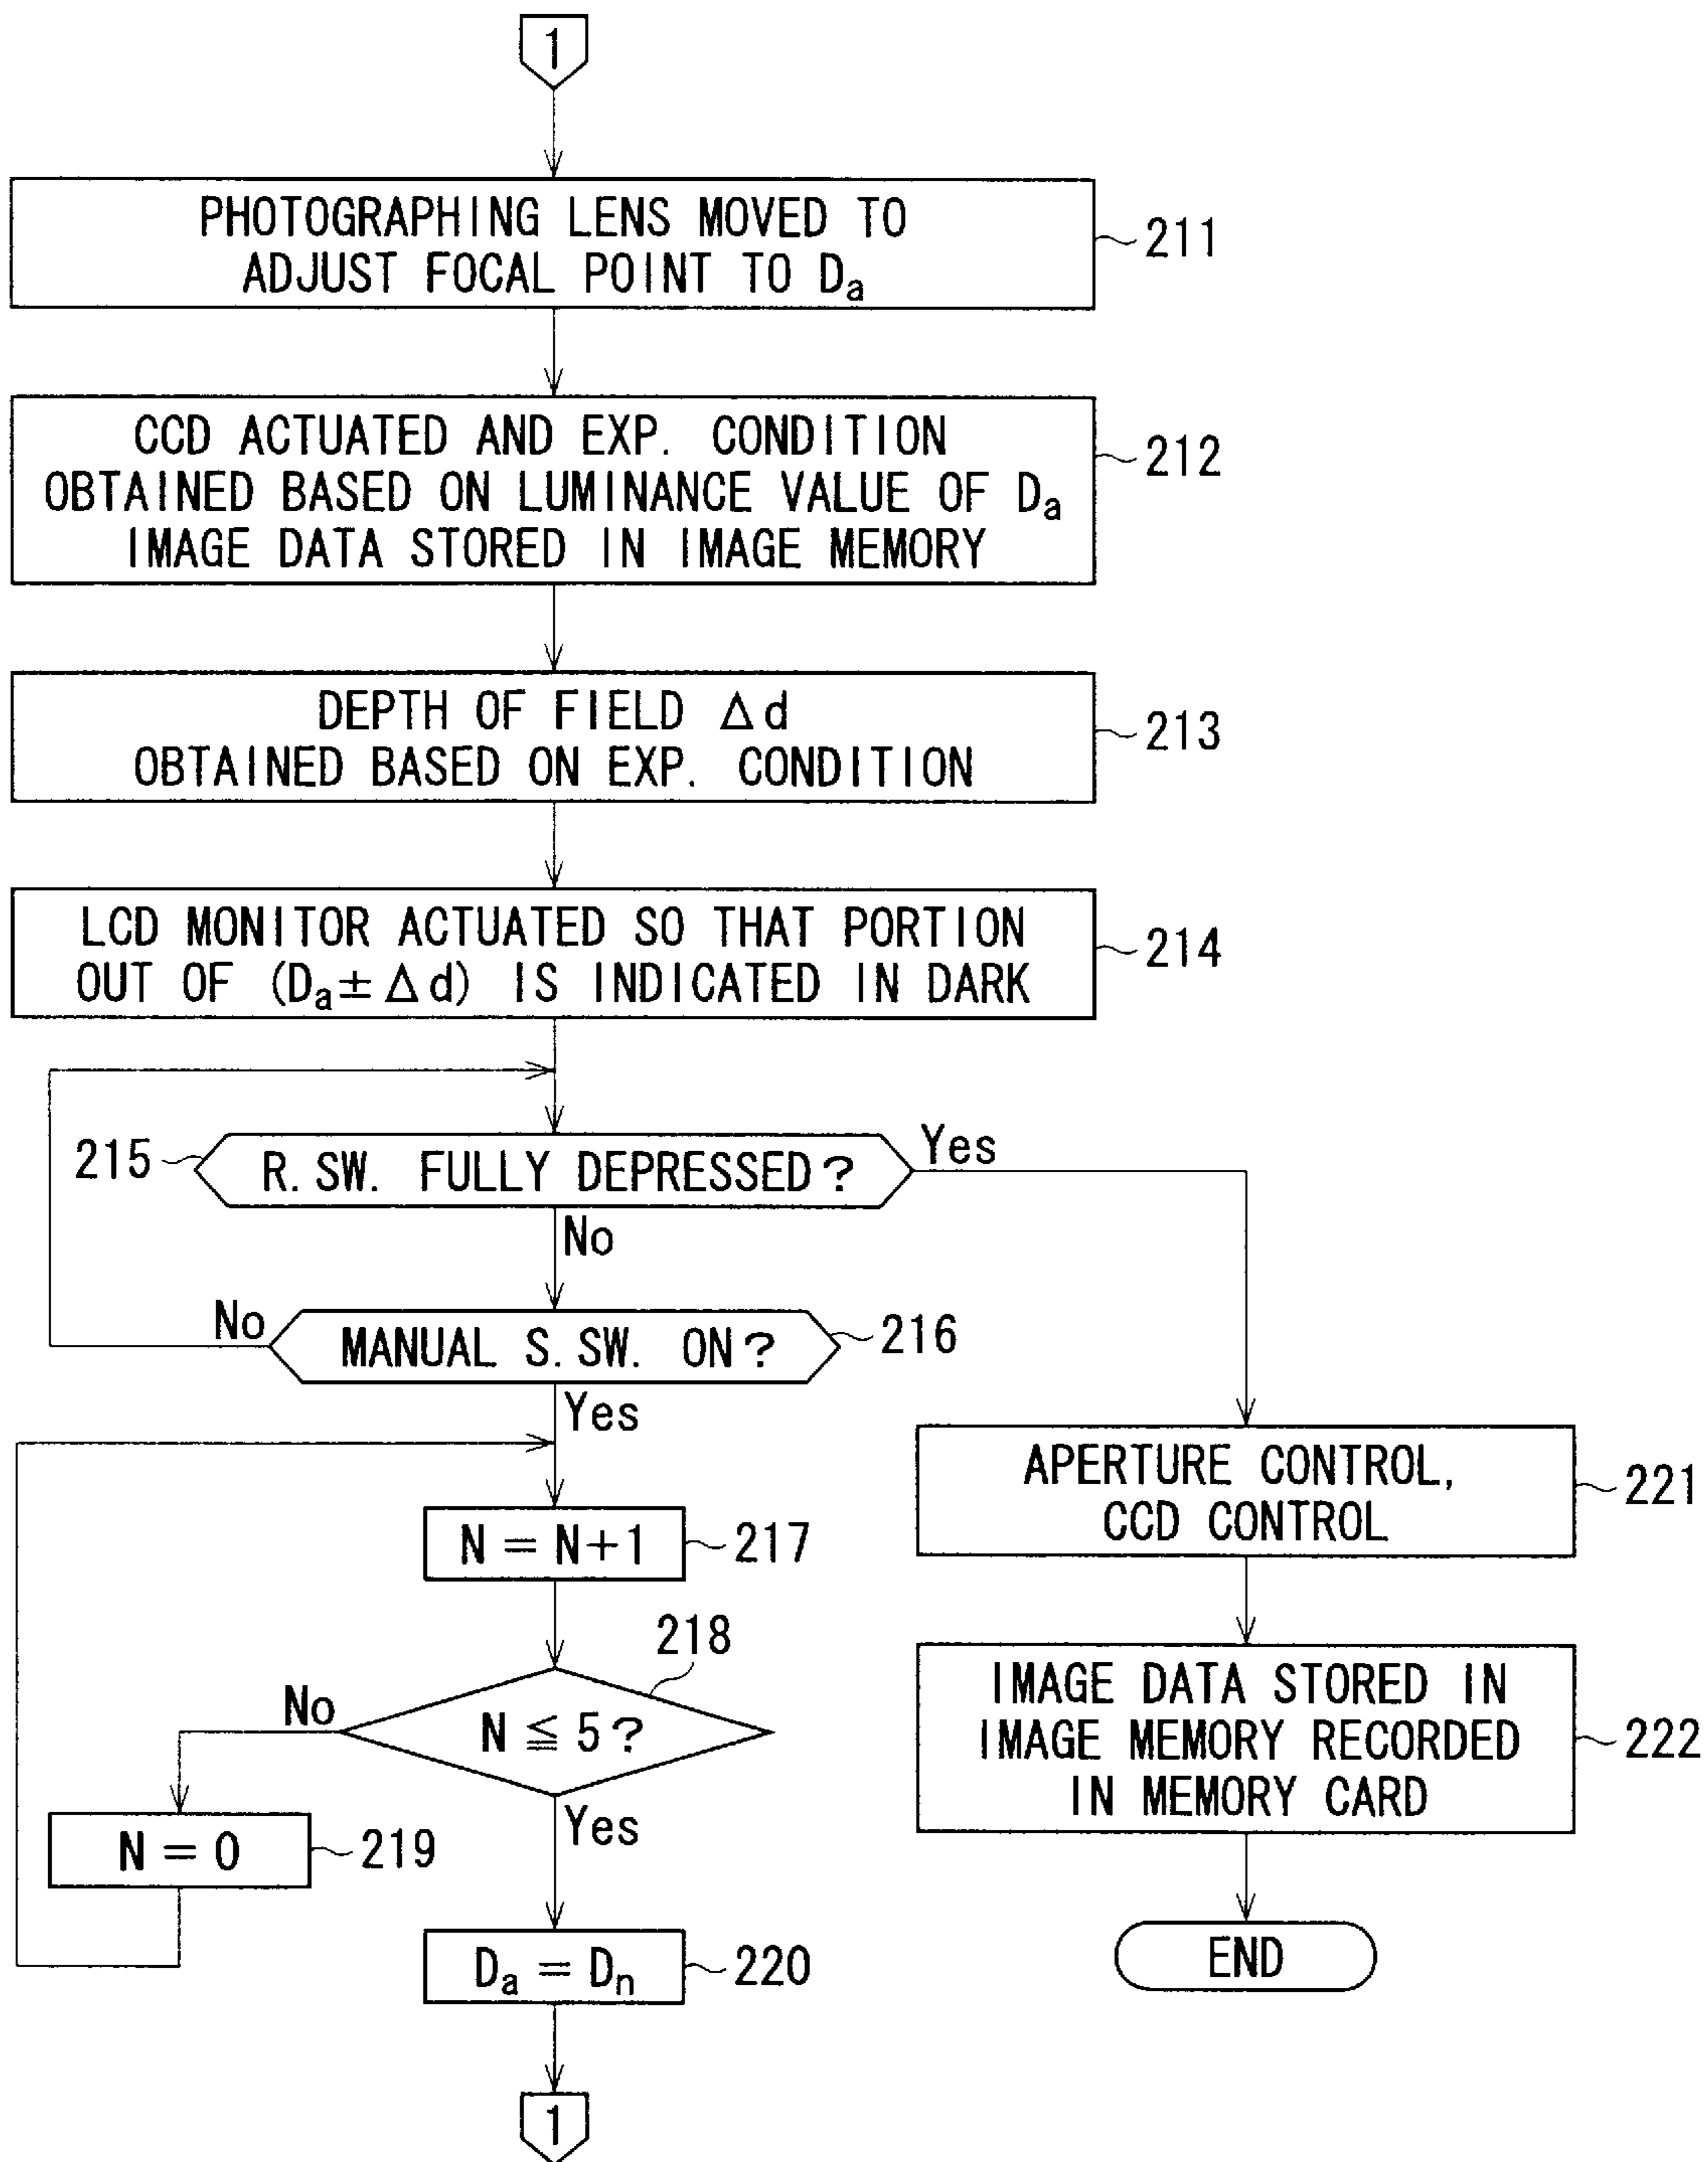 1
PHOTOGRAPHING LENS MOVED TO
ADJUST FOCAL POINT TO Da
211
CCD ACTUATED AND EXP. CONDITION
OBTAINED BASED ON LUMINANCE VALUE OF Da
IMAGE DATA STORED IN IMAGE MEMORY
212
DEPTH OF FIELD Δd
OBTAINED BASED ON EXP. CONDITION
213
LCD MONITOR ACTUATED SO THAT PORTION
OUT OF (Da±Δd) IS INDICATED IN DARK
214
215
R.SW. FULLY DEPRESSED?
Yes
No
MANUAL S.SW. ON?
216
No
Yes
N=N+1
217
218
N≦5?
No
Yes
N=0
219
Da=Dn
220
1
APERTURE CONTROL,
CCD CONTROL
221
IMAGE DATA STORED IN
IMAGE MEMORY RECORDED
IN MEMORY CARD
222
END